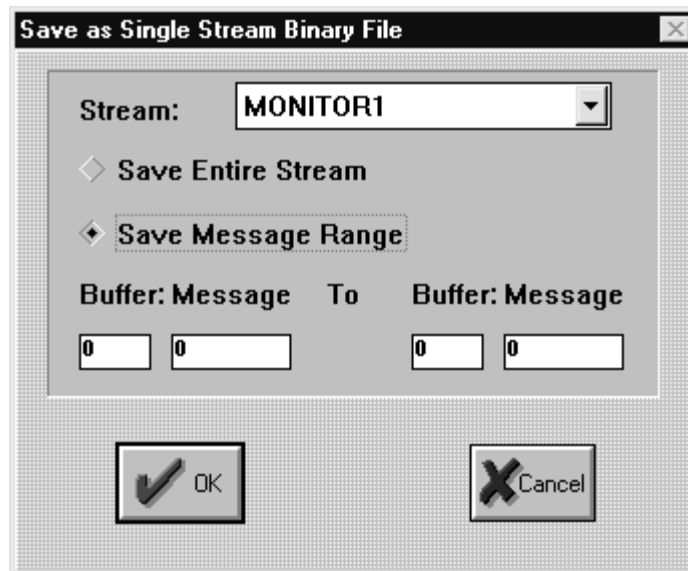 Save as Single Stream Binary File
Stream: MONITOR1
Save Entire Stream
Save Message Range
Buffer: Message To Buffer: Message
0 0 0 0
OK Cancel